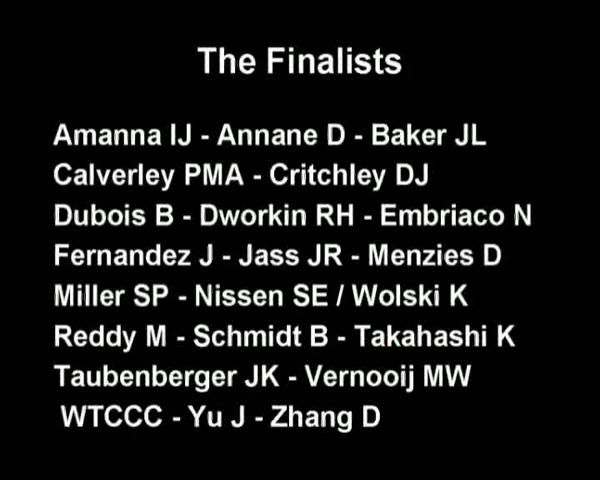 The Finalists
Amanna IJ - Annane D - Baker JL
Calverley PMA - Critchley DJ
Dubois B - Dworkin RH - Embriaco N
Fernandez J - Jass JR - Menzies D
Miller SP - Nissen SE / Wolski K
Reddy M - Schmidt B - Takahashi K
Taubenberger JK - Vernooij MW
WTCCC - Yu J - Zhang D